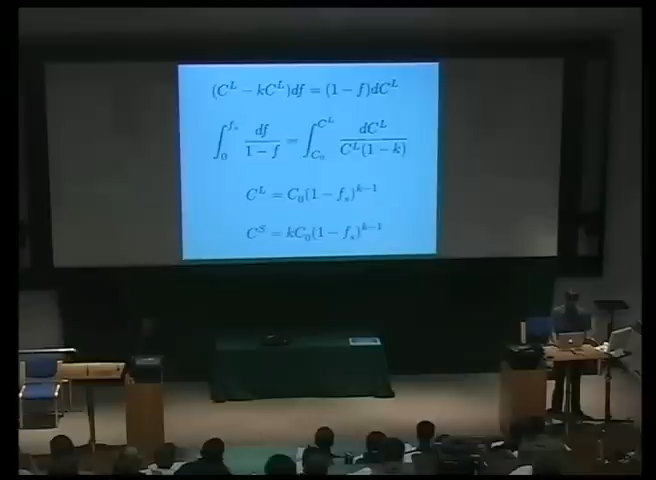 (C^L − kC^L)df = (1 − f)dC^L
∫_0^{f_s} df/(1 − f) = ∫_{C_0}^{C^L} dC^L/(C^L(1 − k))
C^L = C_0(1 − f_s)^{k−1}
C^S = kC_0(1 − f_s)^{k−1}